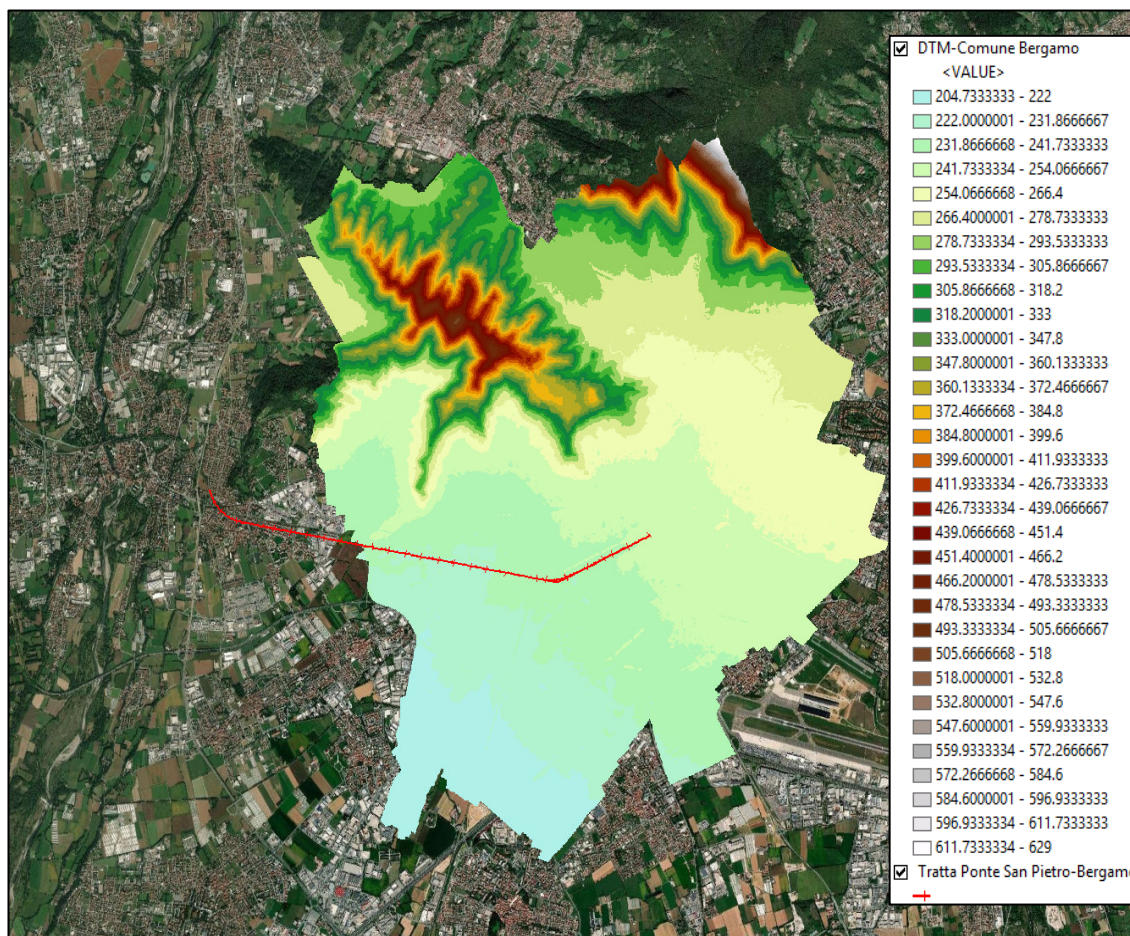 DTM-Comune Bergamo
<VALUE>
204.7333333 - 222
222.0000001 - 231.8666667
231.8666668 - 241.7333333
241.7333334 - 254.0666667
254.0666668 - 266.4
266.4000001 - 278.7333333
278.7333334 - 293.5333333
293.5333334 - 305.8666667
305.8666668 - 318.2
318.2000001 - 333
333.0000001 - 347.8
347.8000001 - 360.1333333
360.1333334 - 372.4666667
372.4666668 - 384.8
384.8000001 - 399.6
399.6000001 - 411.9333333
411.9333334 - 426.7333333
426.7333334 - 439.0666667
439.0666668 - 451.4
451.4000001 - 466.2
466.2000001 - 478.5333333
478.5333334 - 493.3333333
493.3333334 - 505.6666667
505.6666668 - 518
518.0000001 - 532.8
532.8000001 - 547.6
547.6000001 - 559.9333333
559.9333334 - 572.2666667
572.2666668 - 584.6
584.6000001 - 596.9333333
596.9333334 - 611.7333333
611.7333334 - 629
Tratta Ponte San Pietro-Bergamo